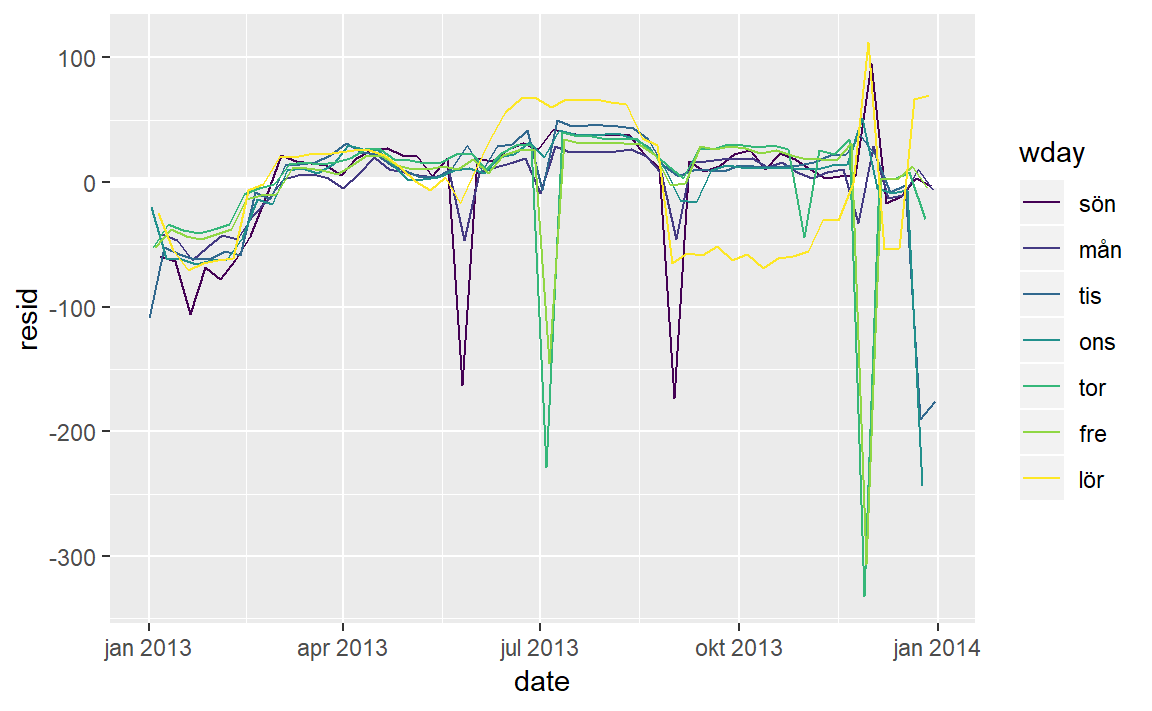 100
0
-100
-200
-300
resid
jan 2013
apr 2013
jul 2013
okt 2013
jan 2014
date
wday
sön
mån
tis
ons
tor
fre
lör